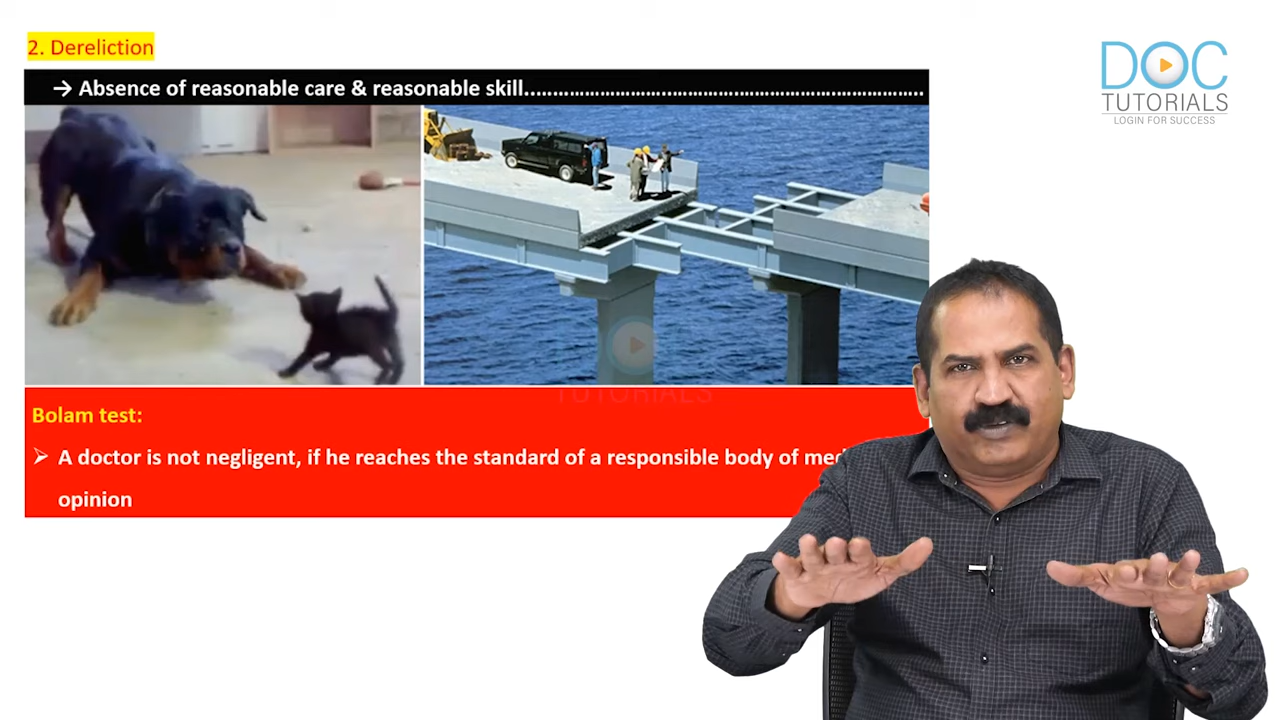 2. Dereliction
→ Absence of reasonable care & reasonable skill.………………………………………………………………
DOC
TUTORIALS
LOGIN FOR SUCCESS
TUTORIALS
Bolam test:
➢ A doctor is not negligent, if he reaches the standard of a responsible body of
opinion